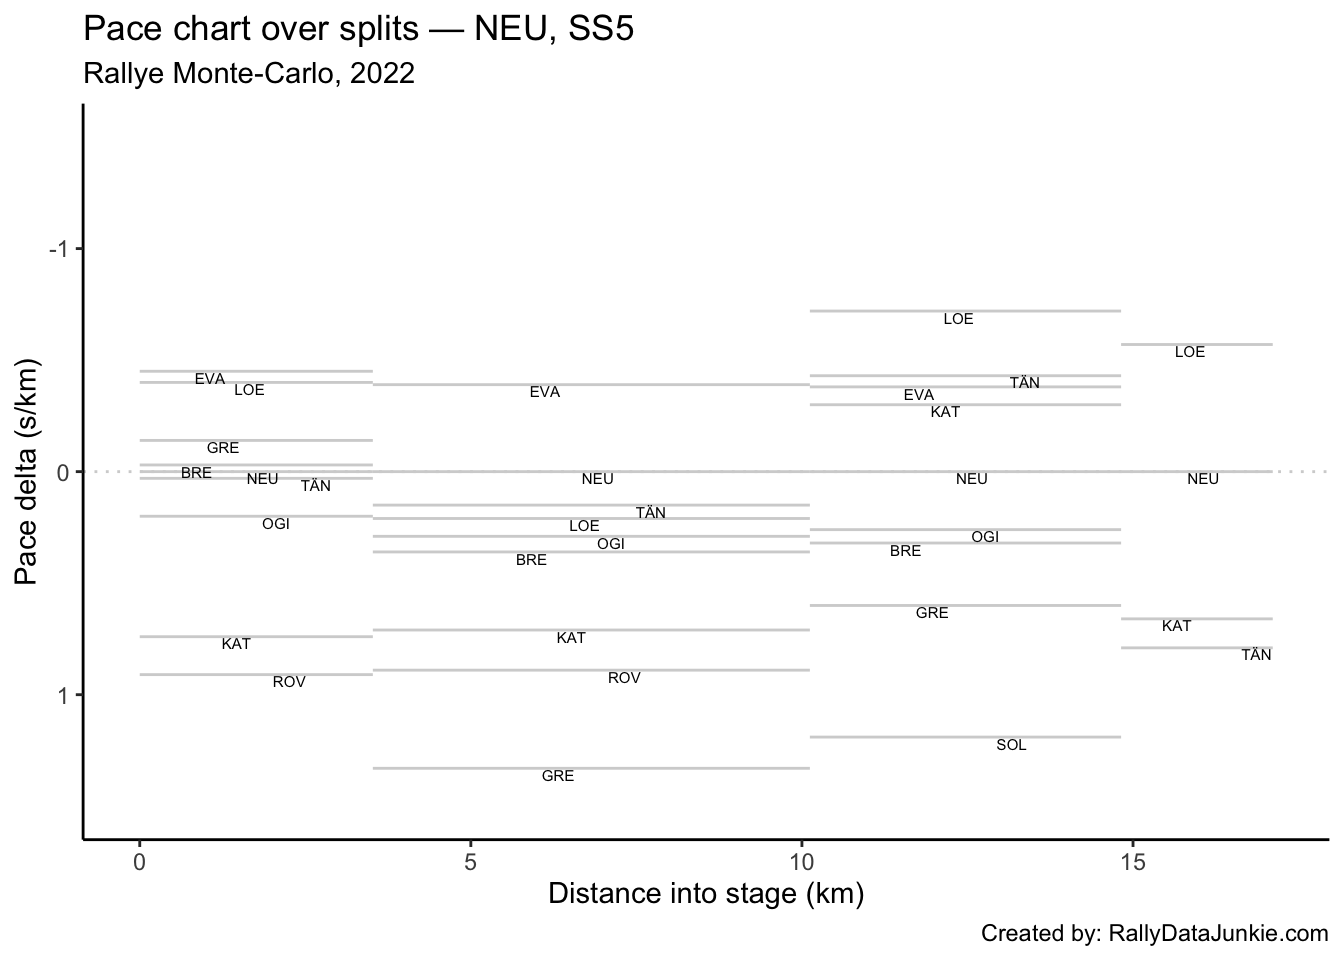 Pace chart over splits — NEU, SS5
Rallye Monte-Carlo, 2022
Pace delta (s/km)
-1
0
1
EVA
LOE
GRE
BRE
NEU
TÄN
OGI
KAT
ROV
EVA
NEU
TÄN
LOE
OGI
BRE
KAT
ROV
GRE
LOE
TÄN
EVA
KAT
NEU
OGI
BRE
GRE
SOL
LOE
NEU
KAT
TÄN
0 5 10 15
Distance into stage (km)
Created by: RallyDataJunkie.com